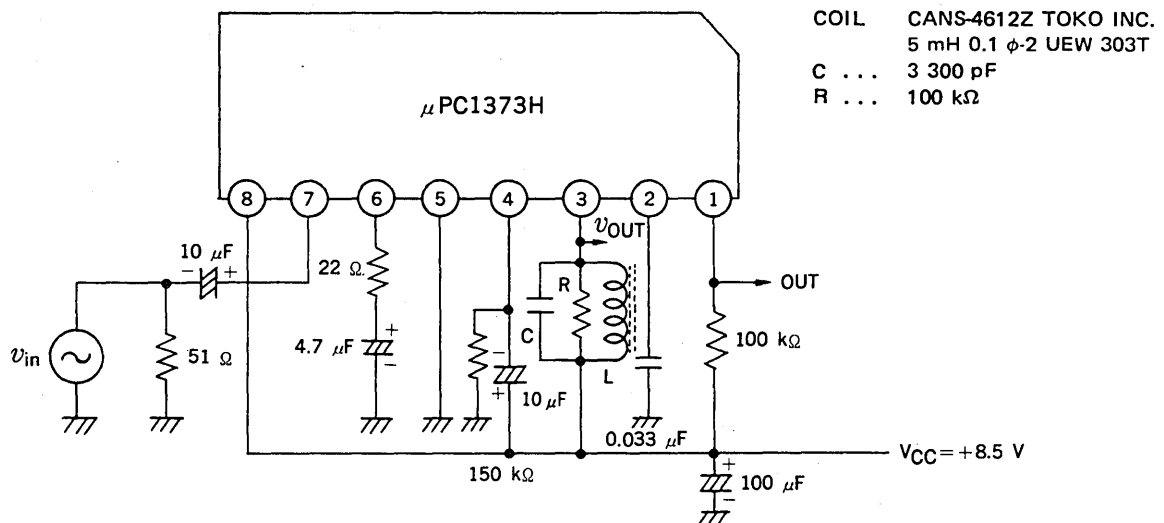 COIL CANS-4612Z TOKO INC.
5 mH 0.1 φ-2 UEW 303T
C ... 3 300 pF
R ... 100 kΩ
μPC1373H
8 7 6 5 4 3 2 1
vOUT
10 μF
- +
22 Ω
R
OUT
C
100 kΩ
vin
51 Ω
4.7 μF
+
-
-
+
10 μF
L
0.033 μF
VCC = +8.5 V
150 kΩ
+
100 μF
-